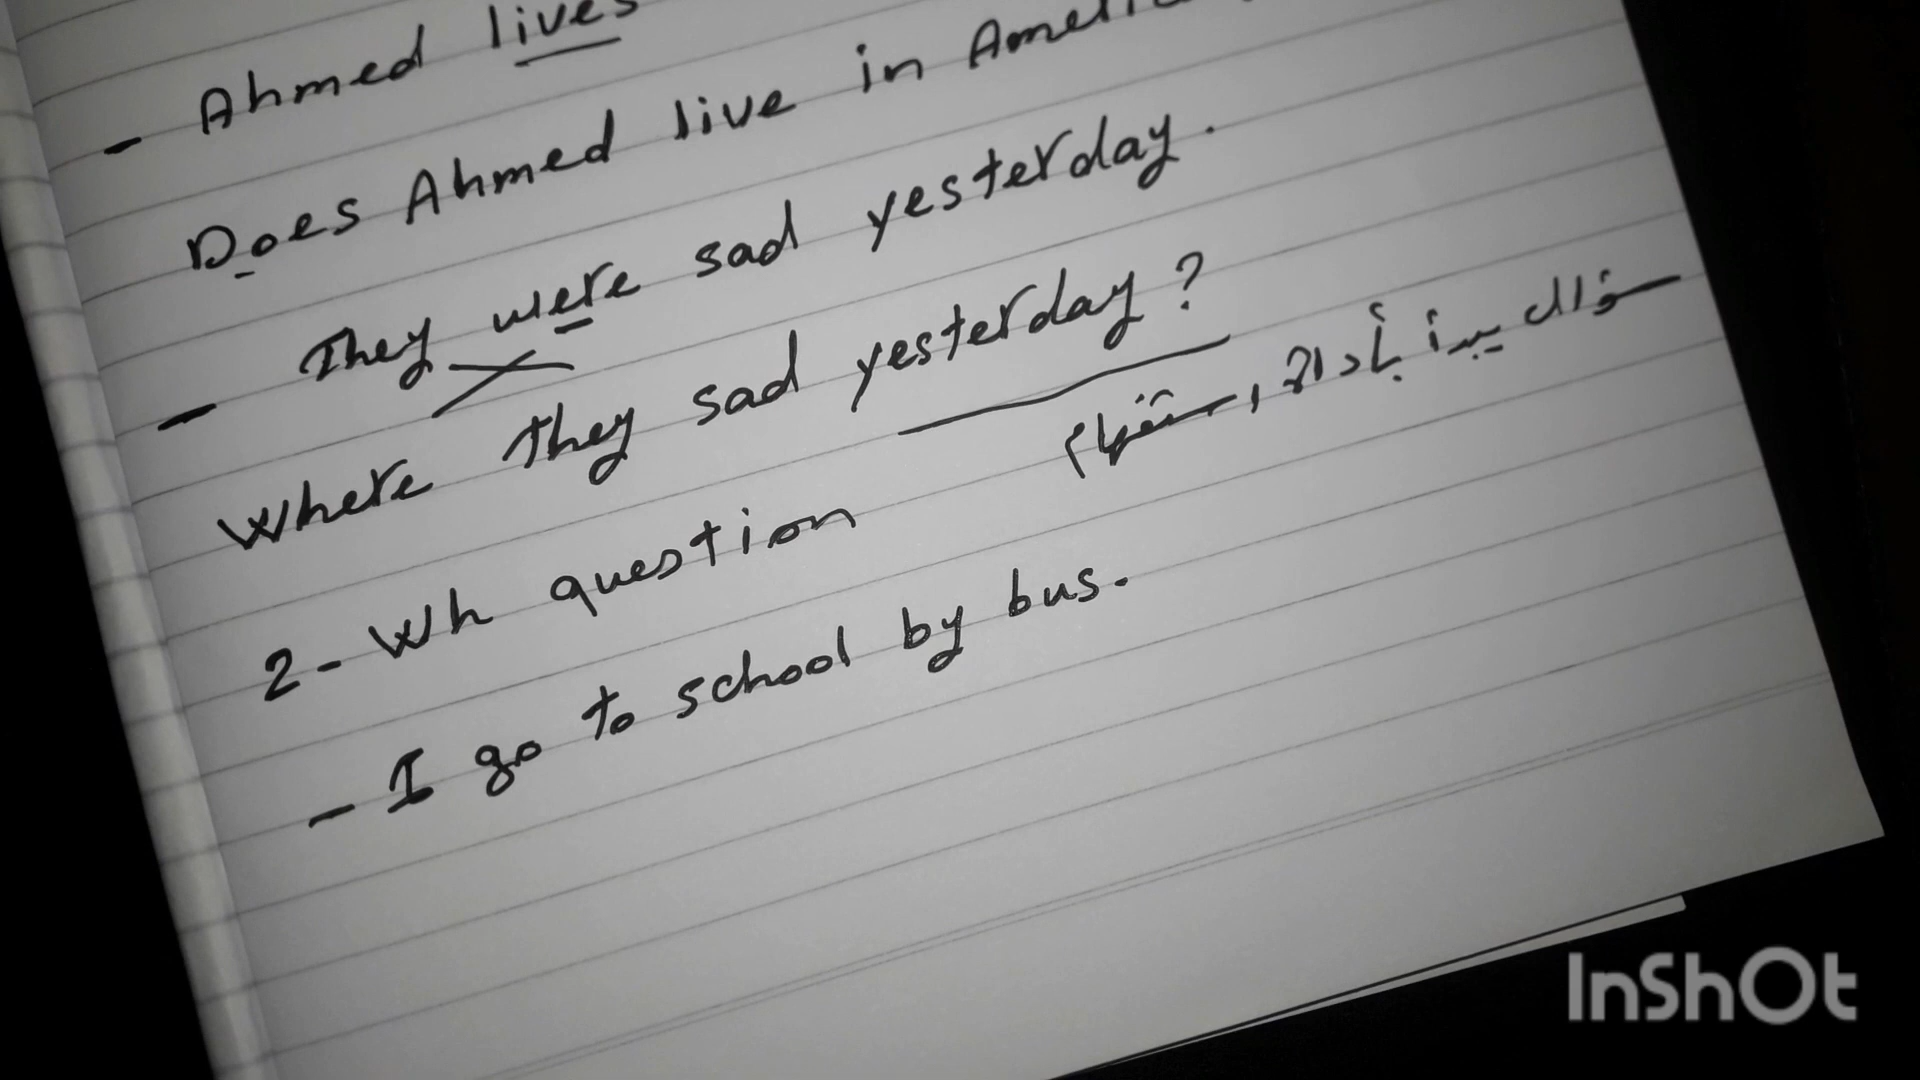 - Ahmed lives
Does Ahmed live in America
- They were sad yesterday.
Where they sad yesterday?
سؤال يبدأ بأداة استفهام
2- Wh question
- I go to school by bus.
InShOt